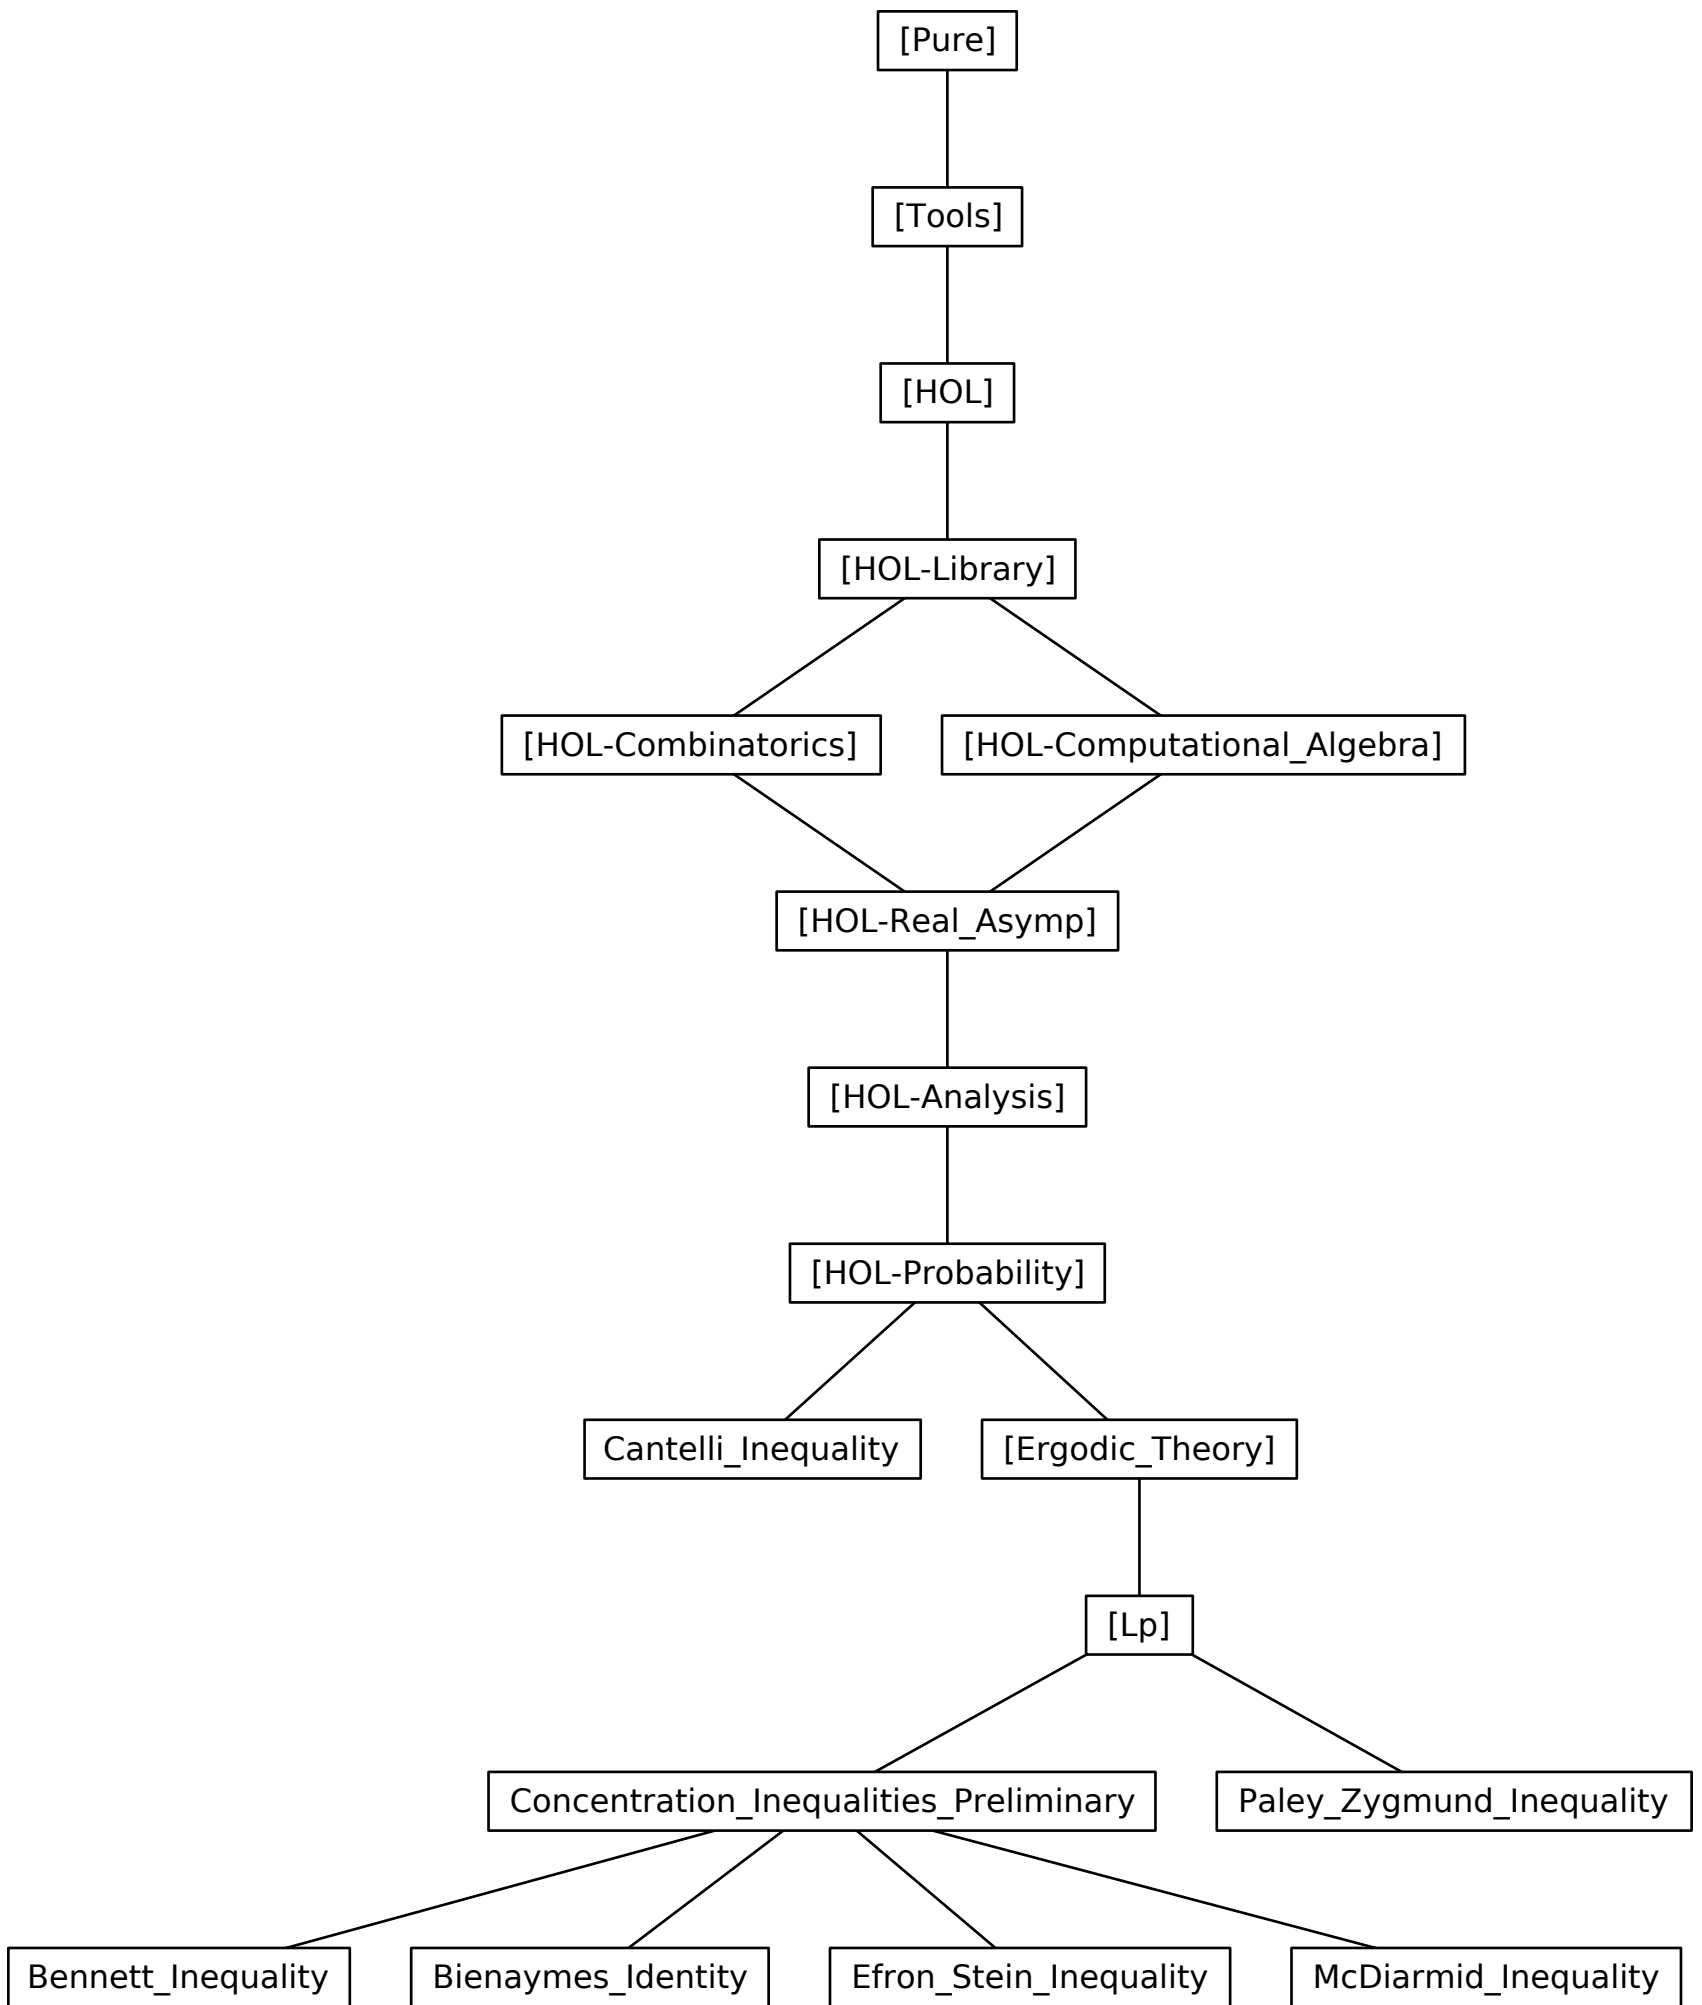 [Pure]
[Tools]
[HOL]
[HOL-Library]
[HOL-Combinatorics]
[HOL-Computational_Algebra]
[HOL-Real_Asymp]
[HOL-Analysis]
[HOL-Probability]
Cantelli_Inequality
[Ergodic_Theory]
[Lp]
Concentration_Inequalities_Preliminary
Paley_Zygmund_Inequality
Bennett_Inequality
Bienaymes_Identity
Efron_Stein_Inequality
McDiarmid_Inequality